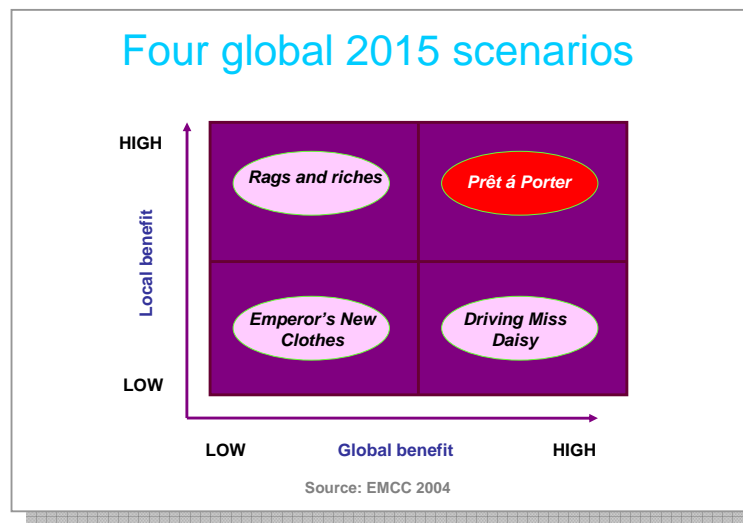 Four global 2015 scenarios
HIGH
Rags and riches
Prêt á Porter
Local benefit
Emperor's New
Clothes
Driving Miss
Daisy
LOW
LOW
Global benefit
HIGH
Source: EMCC 2004